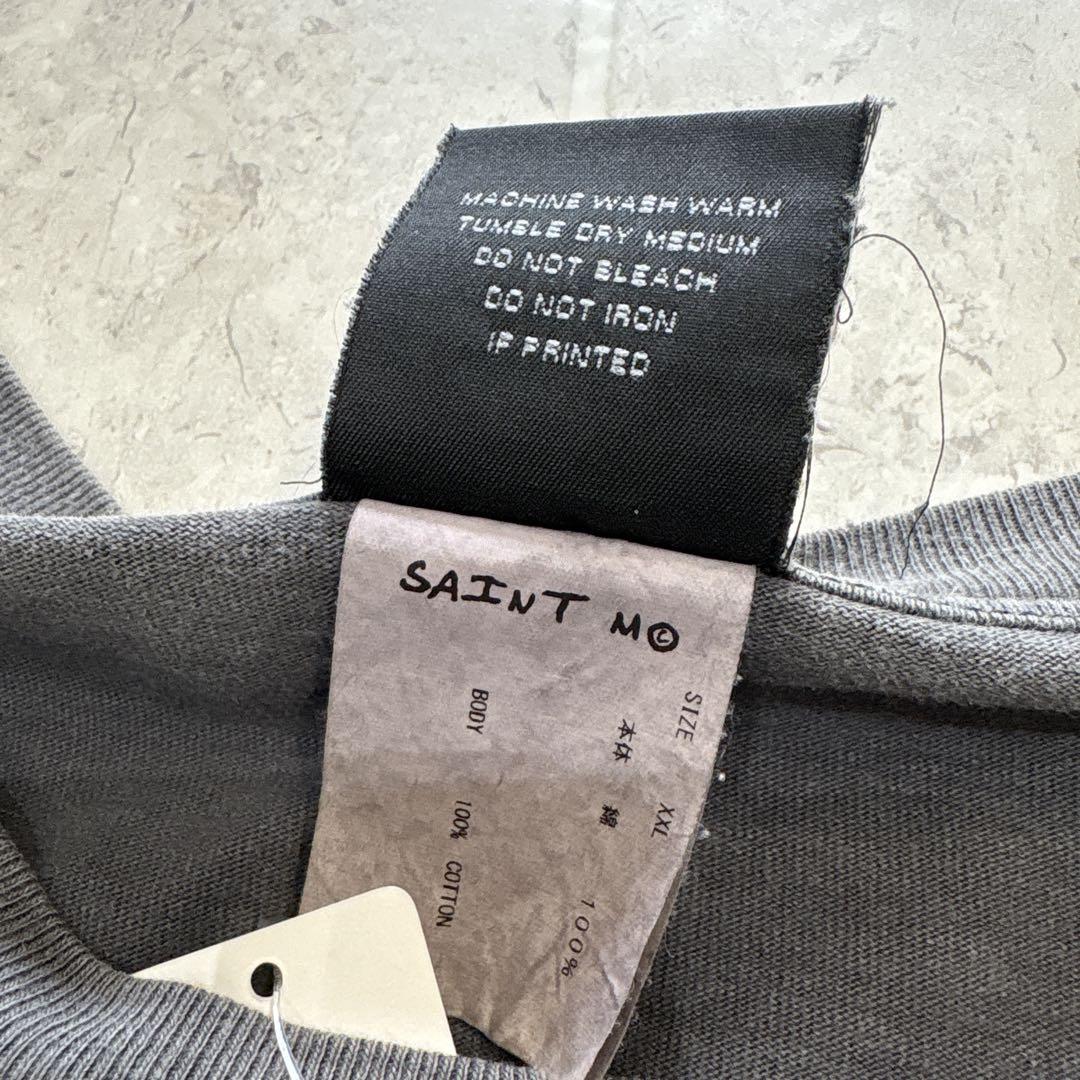 MACHINE WASH WARM
TUMBLE DRY MEDIUM
DO NOT BLEACH
DO NOT IRON
IF PRINTED
SAINT M©
SIZE XXL
本体 綿 100%
BODY 100% COTTON